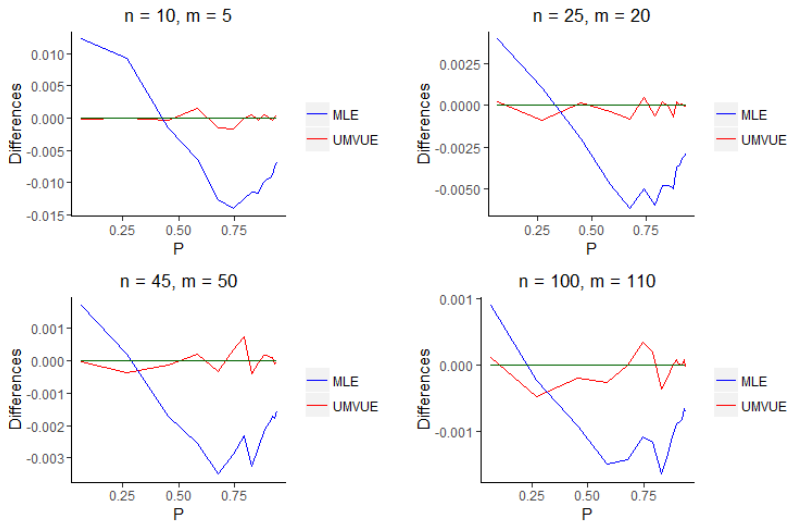 n = 10, m = 5
0.010
0.005
0.000
-0.005
-0.010
-0.015
Differences
0.25
0.50
0.75
P
MLE
UMVUE
n = 25, m = 20
0.0025
0.0000
-0.0025
-0.0050
Differences
0.25
0.50
0.75
P
MLE
UMVUE
n = 45, m = 50
0.001
0.000
-0.001
-0.002
-0.003
Differences
0.25
0.50
0.75
P
MLE
UMVUE
n = 100, m = 110
0.001
0.000
-0.001
Differences
0.25
0.50
0.75
P
MLE
UMVUE